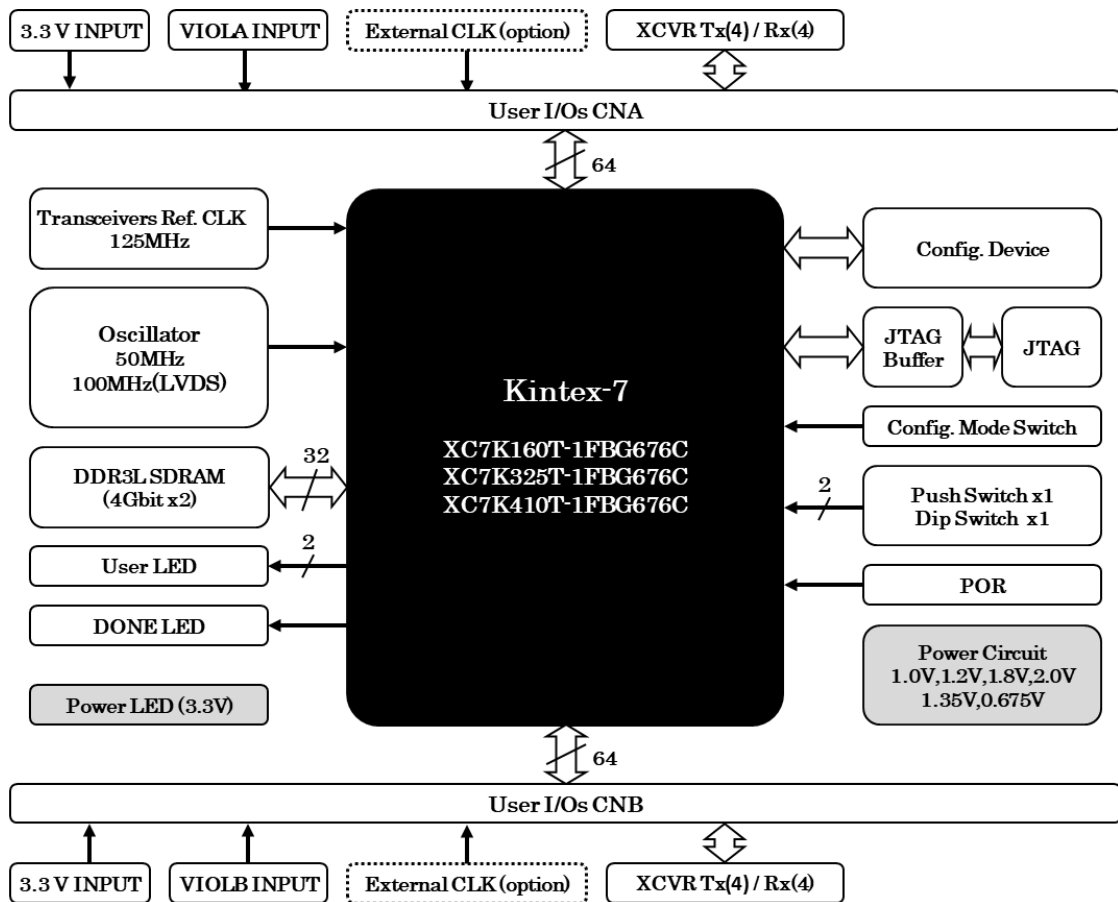 3.3 V INPUT
VIOLA INPUT
External CLK (option)
XCVR Tx(4) / Rx(4)
User I/Os CNA
64
Transceivers Ref. CLK
125MHz
Config. Device
Oscillator
50MHz
100MHz(LVDS)
JTAG
Buffer
JTAG
Kintex-7
XC7K160T-1FBG676C
XC7K325T-1FBG676C
XC7K410T-1FBG676C
Config. Mode Switch
DDR3L SDRAM
(4Gbit x2)
32
2
Push Switch x1
Dip Switch x1
User LED
2
POR
DONE LED
Power Circuit
1.0V,1.2V,1.8V,2.0V
1.35V,0.675V
Power LED (3.3V)
64
User I/Os CNB
3.3 V INPUT
VIOLB INPUT
External CLK (option)
XCVR Tx(4) / Rx(4)